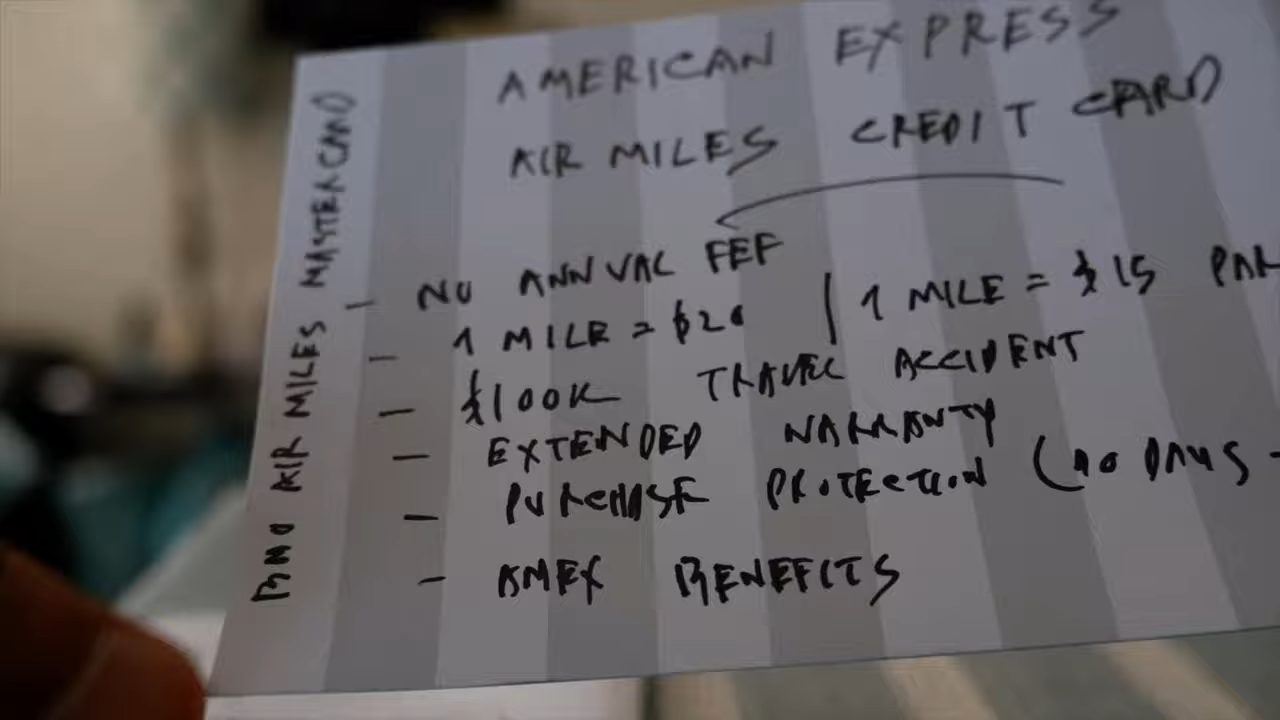 AMERICAN EXPRESS
AIR MILES CREDIT CARD
- NO ANNUAL FEE
- 1 MILE = $20 | 1 MILE = $15
- $100K TRAVEL ACCIDENT
- EXTENDED WARRANTY
- PURCHASE PROTECTION ( DAYS -
- AMEX BENEFITS
BMO AIR MILES MASTERCARD